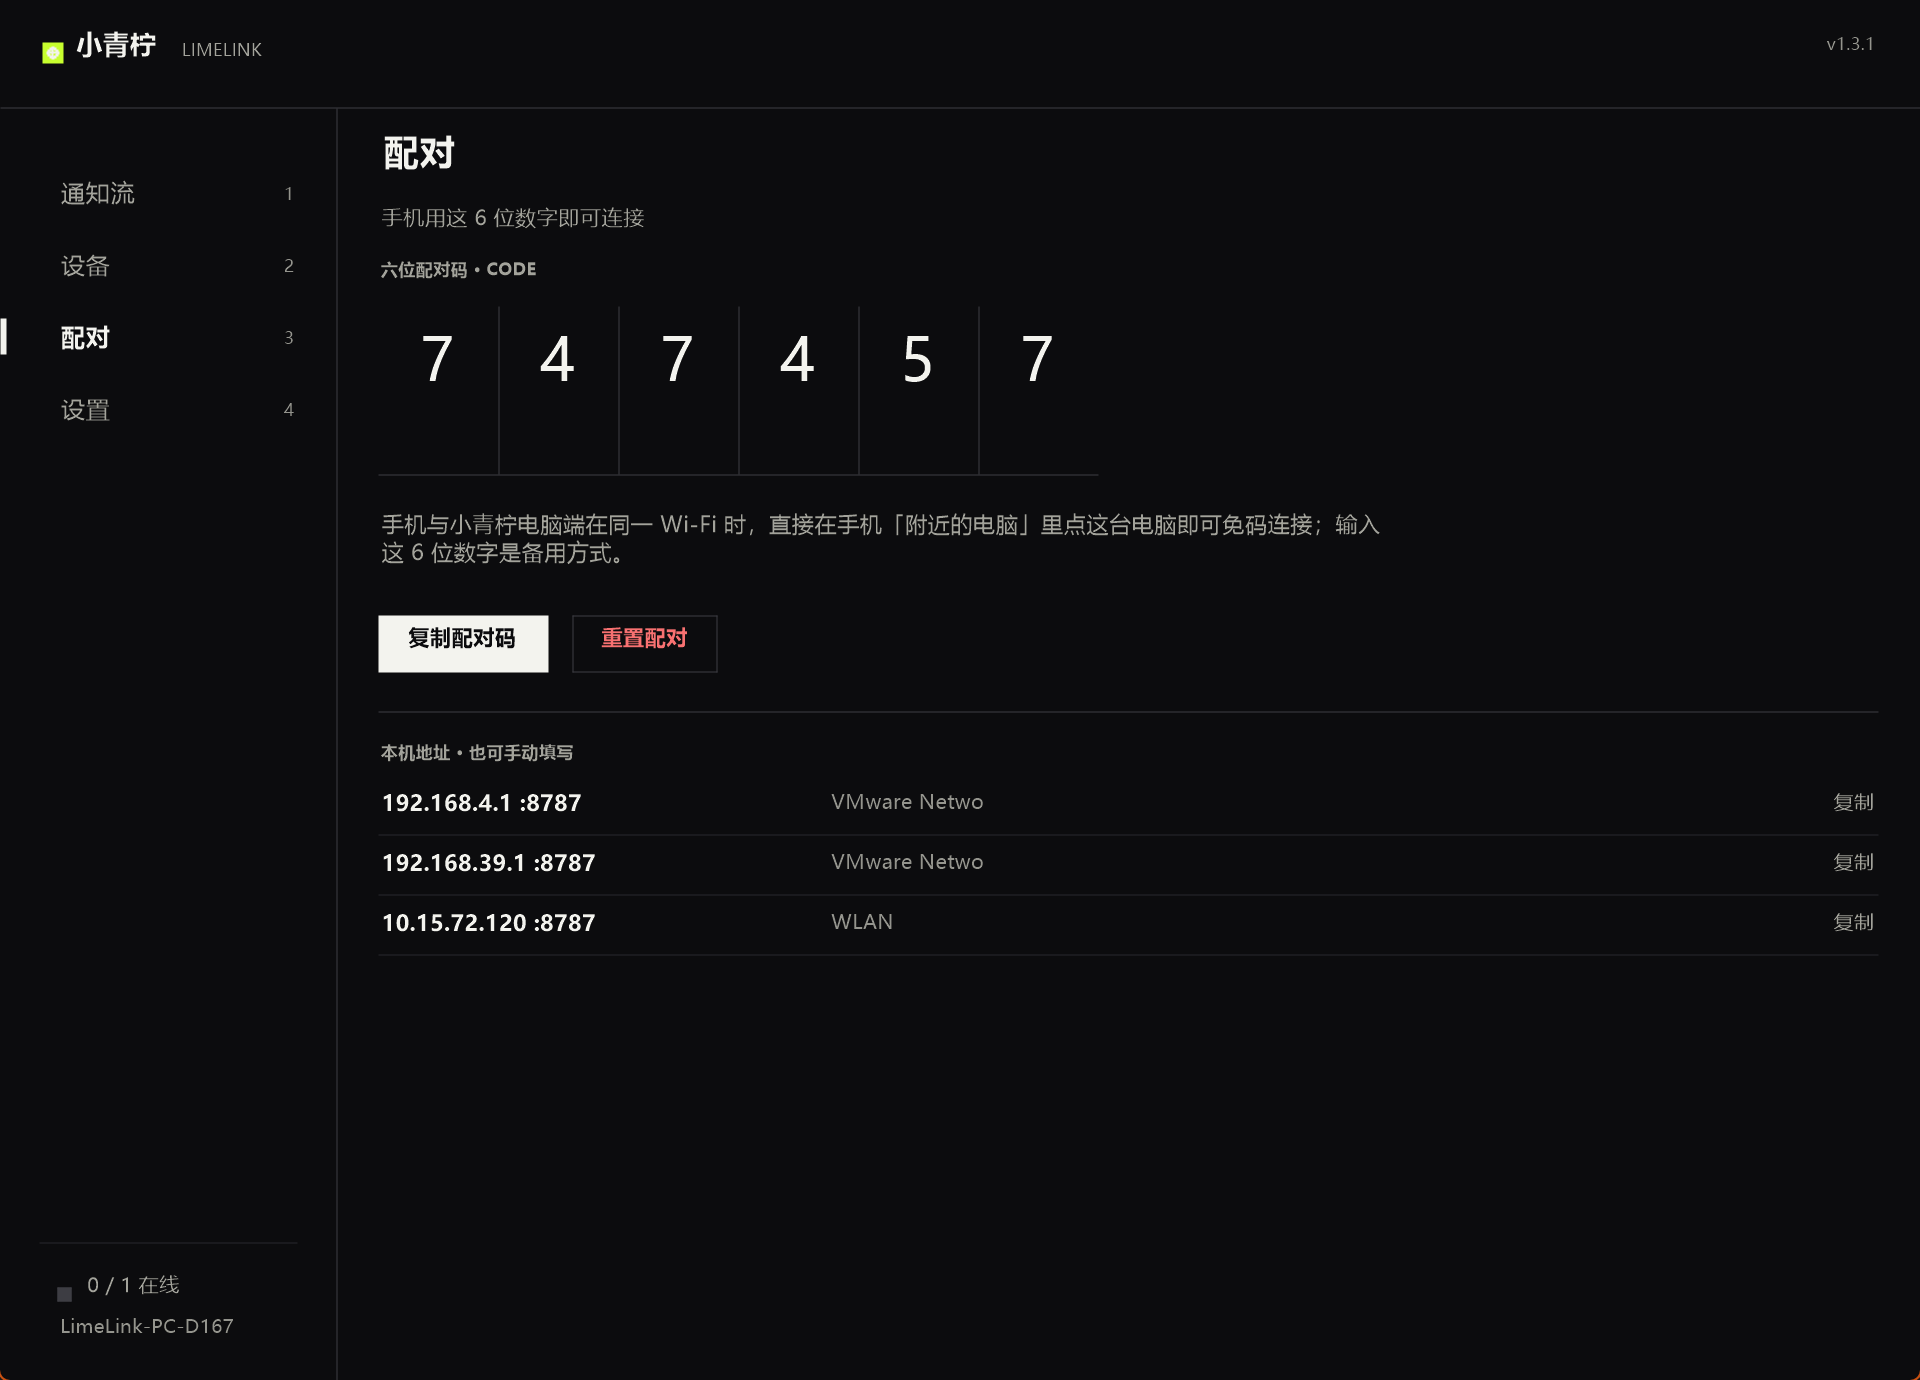 小青柠 LIMELINK
v1.3.1
通知流 1
设备 2
配对 3
设置 4
配对
手机用这 6 位数字即可连接
六位配对码 • CODE
7 4 7 4 5 7
手机与小青柠电脑端在同一 Wi-Fi 时，直接在手机「附近的电脑」里点这台电脑即可免码连接；输入
这 6 位数字是备用方式。
复制配对码 重置配对
本机地址 • 也可手动填写
192.168.4.1 :8787 VMware Netwo 复制
192.168.39.1 :8787 VMware Netwo 复制
10.15.72.120 :8787 WLAN 复制
0 / 1 在线
LimeLink-PC-D167